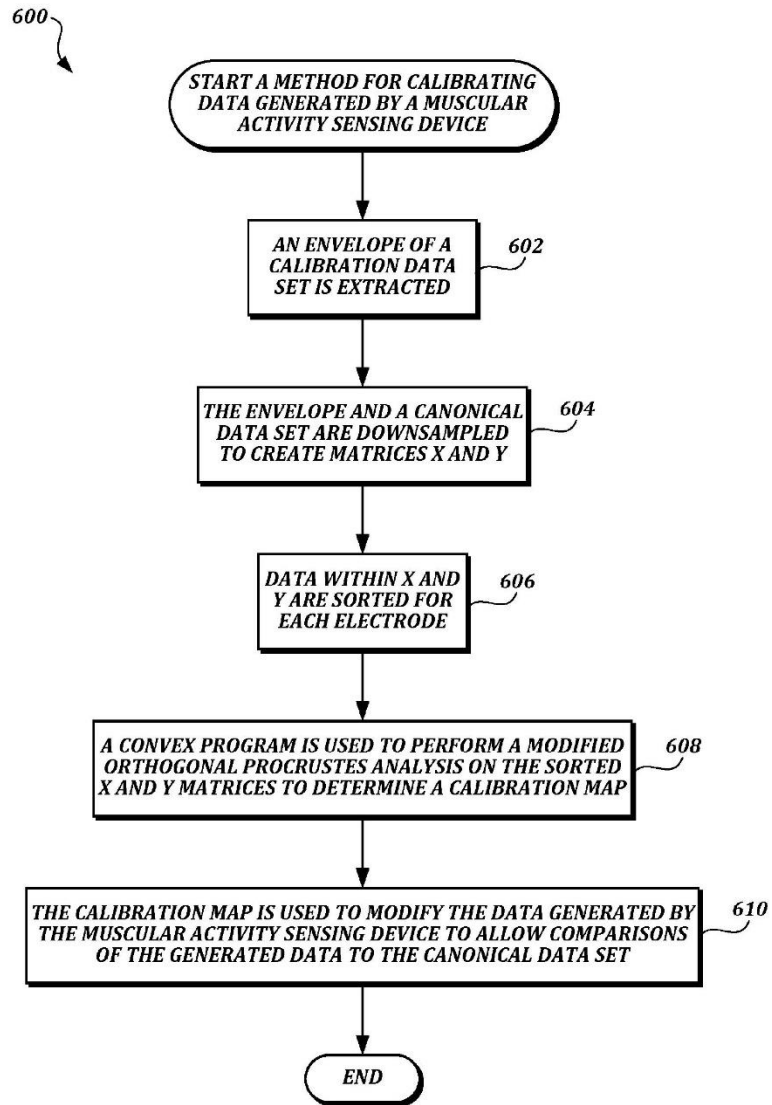 600
START A METHOD FOR CALIBRATING
DATA GENERATED BY A MUSCULAR
ACTIVITY SENSING DEVICE
AN ENVELOPE OF A
CALIBRATION DATA
SET IS EXTRACTED
602
THE ENVELOPE AND A CANONICAL
DATA SET ARE DOWNSAMPLED
TO CREATE MATRICES X AND Y
604
DATA WITHIN X AND
Y ARE SORTED FOR
EACH ELECTRODE
606
A CONVEX PROGRAM IS USED TO PERFORM A MODIFIED
ORTHOGONAL PROCRUSTES ANALYSIS ON THE SORTED
X AND Y MATRICES TO DETERMINE A CALIBRATION MAP
608
THE CALIBRATION MAP IS USED TO MODIFY THE DATA GENERATED BY
THE MUSCULAR ACTIVITY SENSING DEVICE TO ALLOW COMPARISONS
OF THE GENERATED DATA TO THE CANONICAL DATA SET
610
END